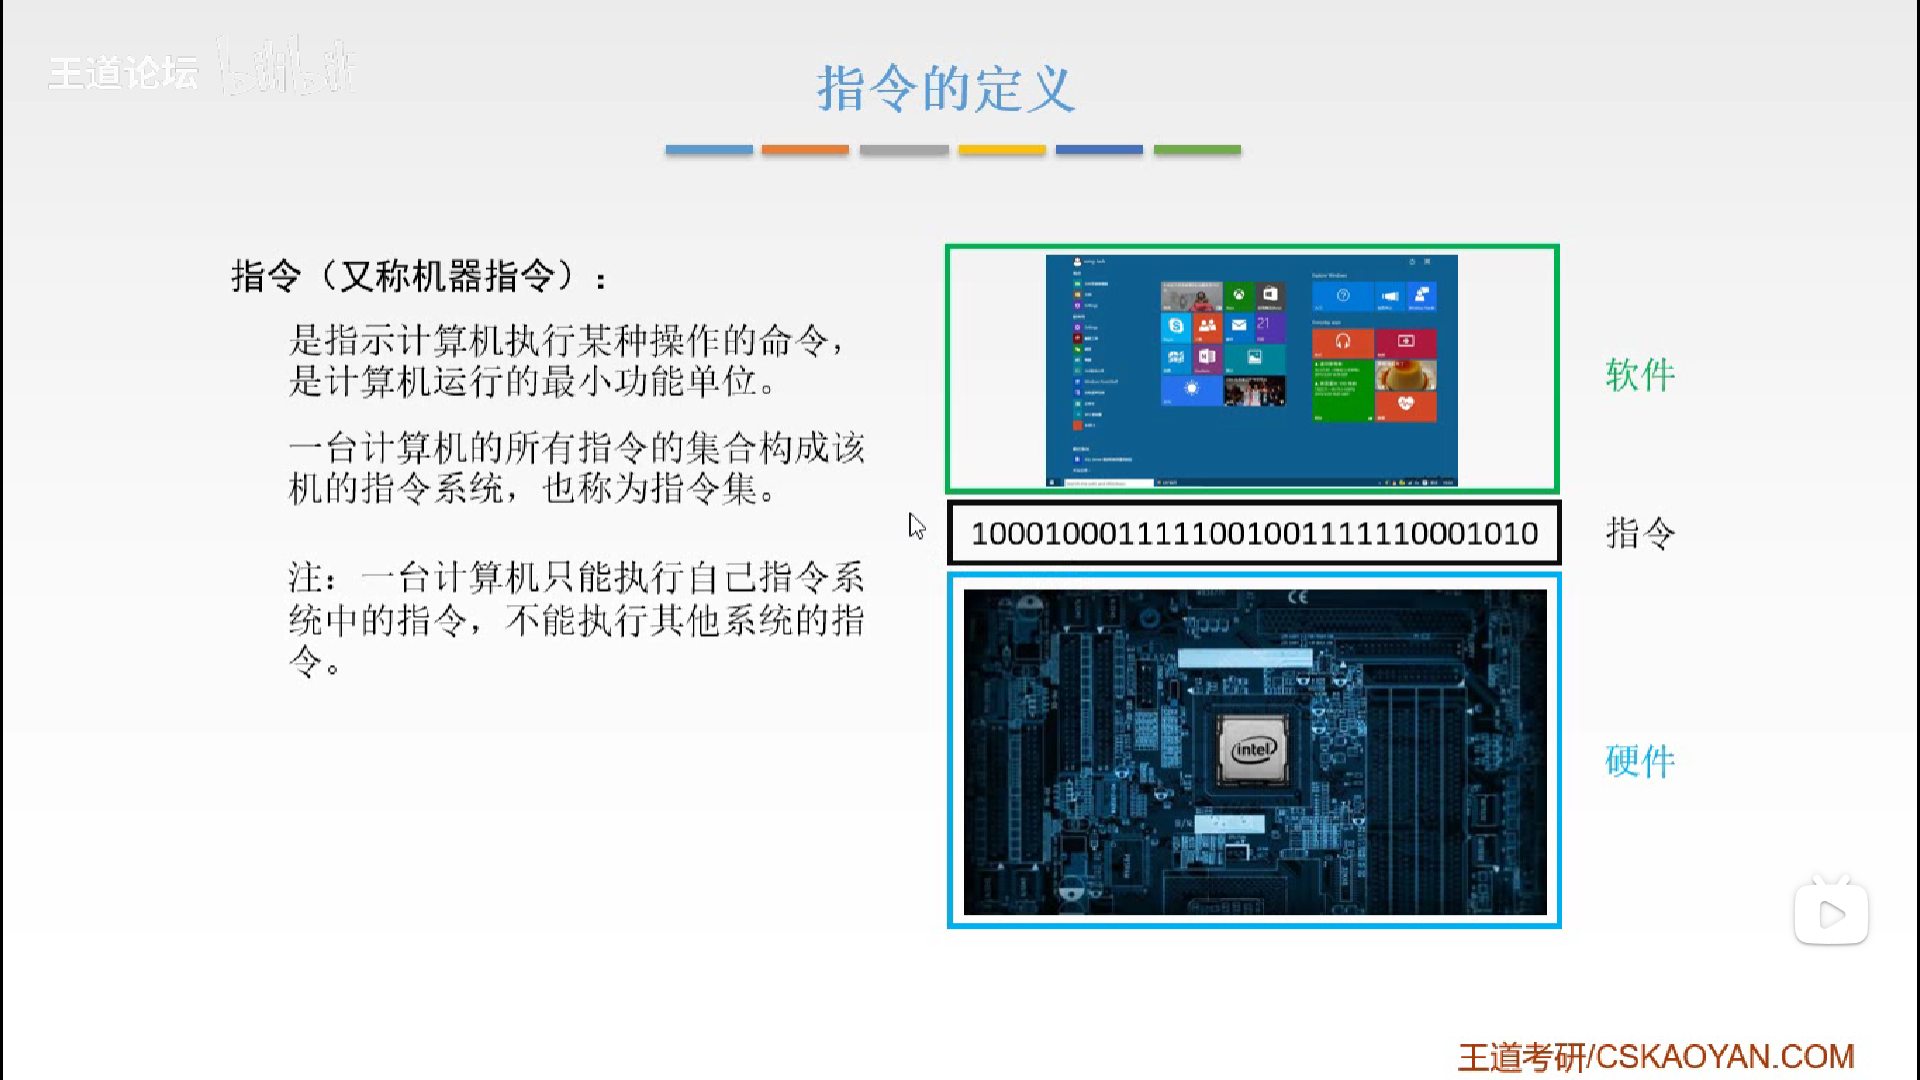 王道论坛 bilibili
指令的定义
指令（又称机器指令）：
是指示计算机执行某种操作的命令，
是计算机运行的最小功能单位。
一台计算机的所有指令的集合构成该
机的指令系统，也称为指令集。
注：一台计算机只能执行自己指令系
统中的指令，不能执行其他系统的指
令。
21
软件
10001000111110010011111110001010
指令
CE
intel
硬件
王道考研/CSKAOYAN.COM